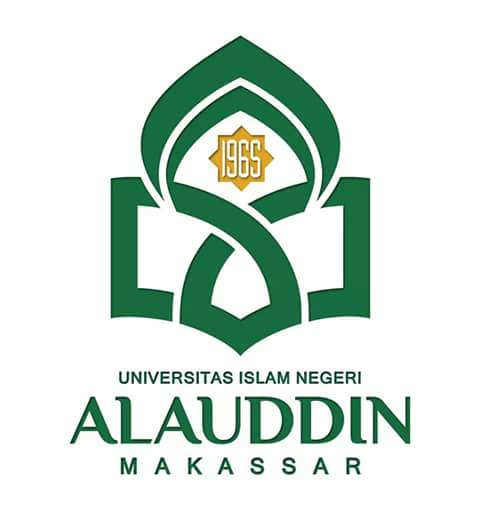 1965
UNIVERSITAS ISLAM NEGERI
ALAUDDIN
MAKASSAR